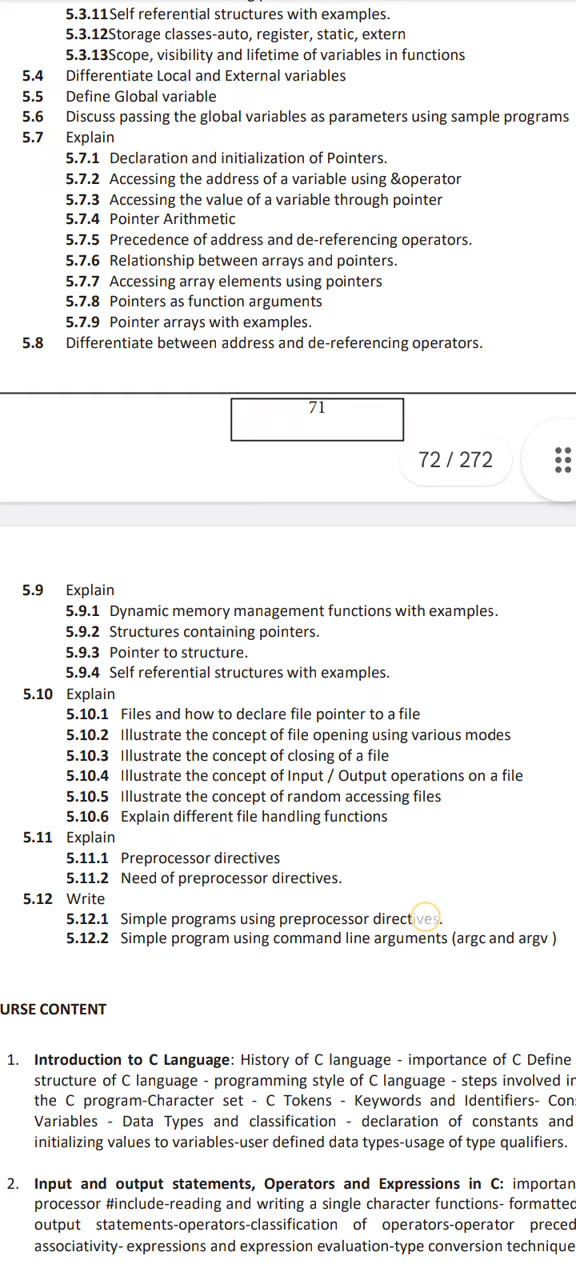 5.3.11Self referential structures with examples.
5.3.12Storage classes-auto, register, static, extern
5.3.13Scope, visibility and lifetime of variables in functions
5.4 Differentiate Local and External variables
5.5 Define Global variable
5.6 Discuss passing the global variables as parameters using sample programs
5.7 Explain
5.7.1 Declaration and initialization of Pointers.
5.7.2 Accessing the address of a variable using &operator
5.7.3 Accessing the value of a variable through pointer
5.7.4 Pointer Arithmetic
5.7.5 Precedence of address and de-referencing operators.
5.7.6 Relationship between arrays and pointers.
5.7.7 Accessing array elements using pointers
5.7.8 Pointers as function arguments
5.7.9 Pointer arrays with examples.
5.8 Differentiate between address and de-referencing operators.
71
72 / 272
5.9 Explain
5.9.1 Dynamic memory management functions with examples.
5.9.2 Structures containing pointers.
5.9.3 Pointer to structure.
5.9.4 Self referential structures with examples.
5.10 Explain
5.10.1 Files and how to declare file pointer to a file
5.10.2 Illustrate the concept of file opening using various modes
5.10.3 Illustrate the concept of closing of a file
5.10.4 Illustrate the concept of Input / Output operations on a file
5.10.5 Illustrate the concept of random accessing files
5.10.6 Explain different file handling functions
5.11 Explain
5.11.1 Preprocessor directives
5.11.2 Need of preprocessor directives.
5.12 Write
5.12.1 Simple programs using preprocessor directives.
5.12.2 Simple program using command line arguments (argc and argv )
URSE CONTENT
1. Introduction to C Language: History of C language - importance of C Define
structure of C language - programming style of C language - steps involved in
the C program-Character set - C Tokens - Keywords and Identifiers- Con
Variables - Data Types and classification - declaration of constants and
initializing values to variables-user defined data types-usage of type qualifiers.
2. Input and output statements, Operators and Expressions in C: importan
processor #include-reading and writing a single character functions- formatted
output statements-operators-classification of operators-operator preced
associativity- expressions and expression evaluation-type conversion technique